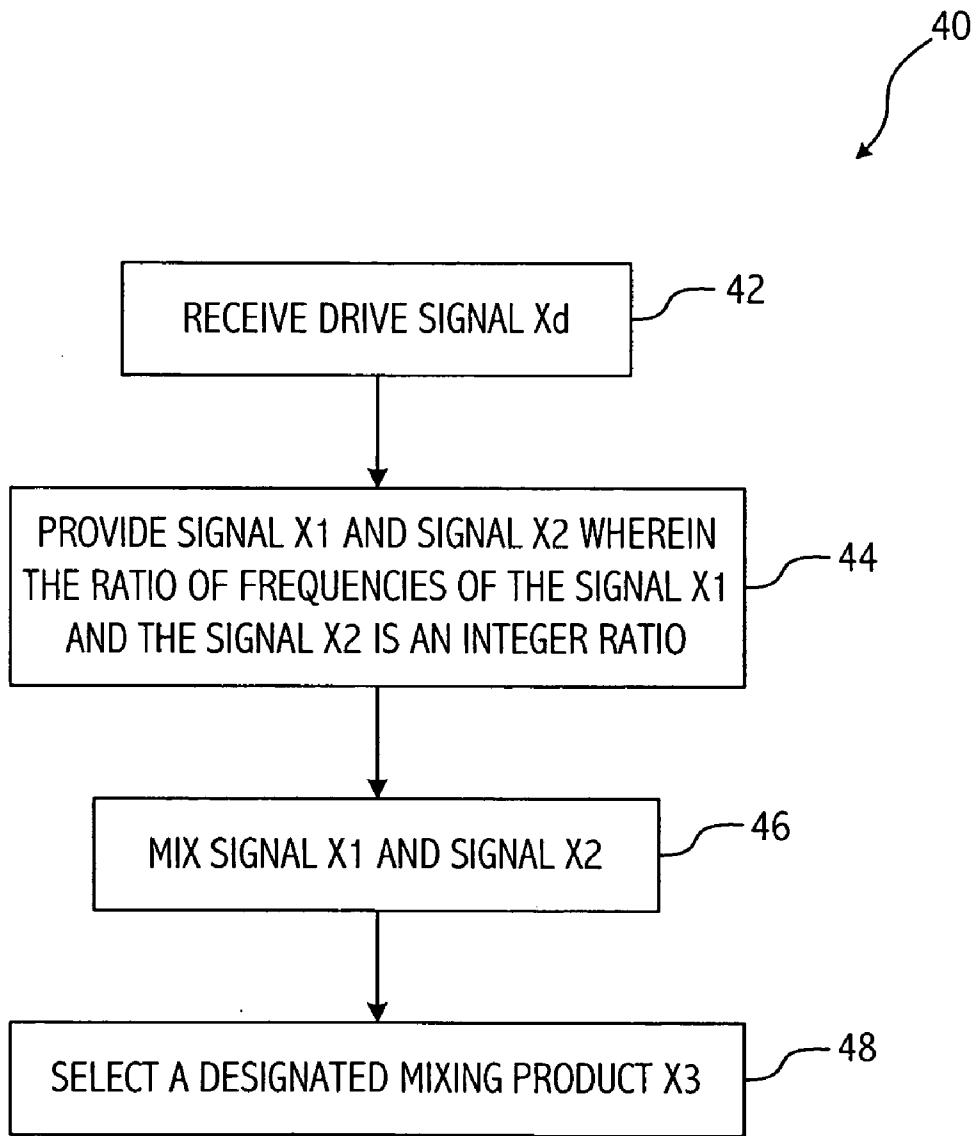 40
RECEIVE DRIVE SIGNAL Xd
42
PROVIDE SIGNAL X1 AND SIGNAL X2 WHEREIN
THE RATIO OF FREQUENCIES OF THE SIGNAL X1
AND THE SIGNAL X2 IS AN INTEGER RATIO
44
MIX SIGNAL X1 AND SIGNAL X2
46
SELECT A DESIGNATED MIXING PRODUCT X3
48